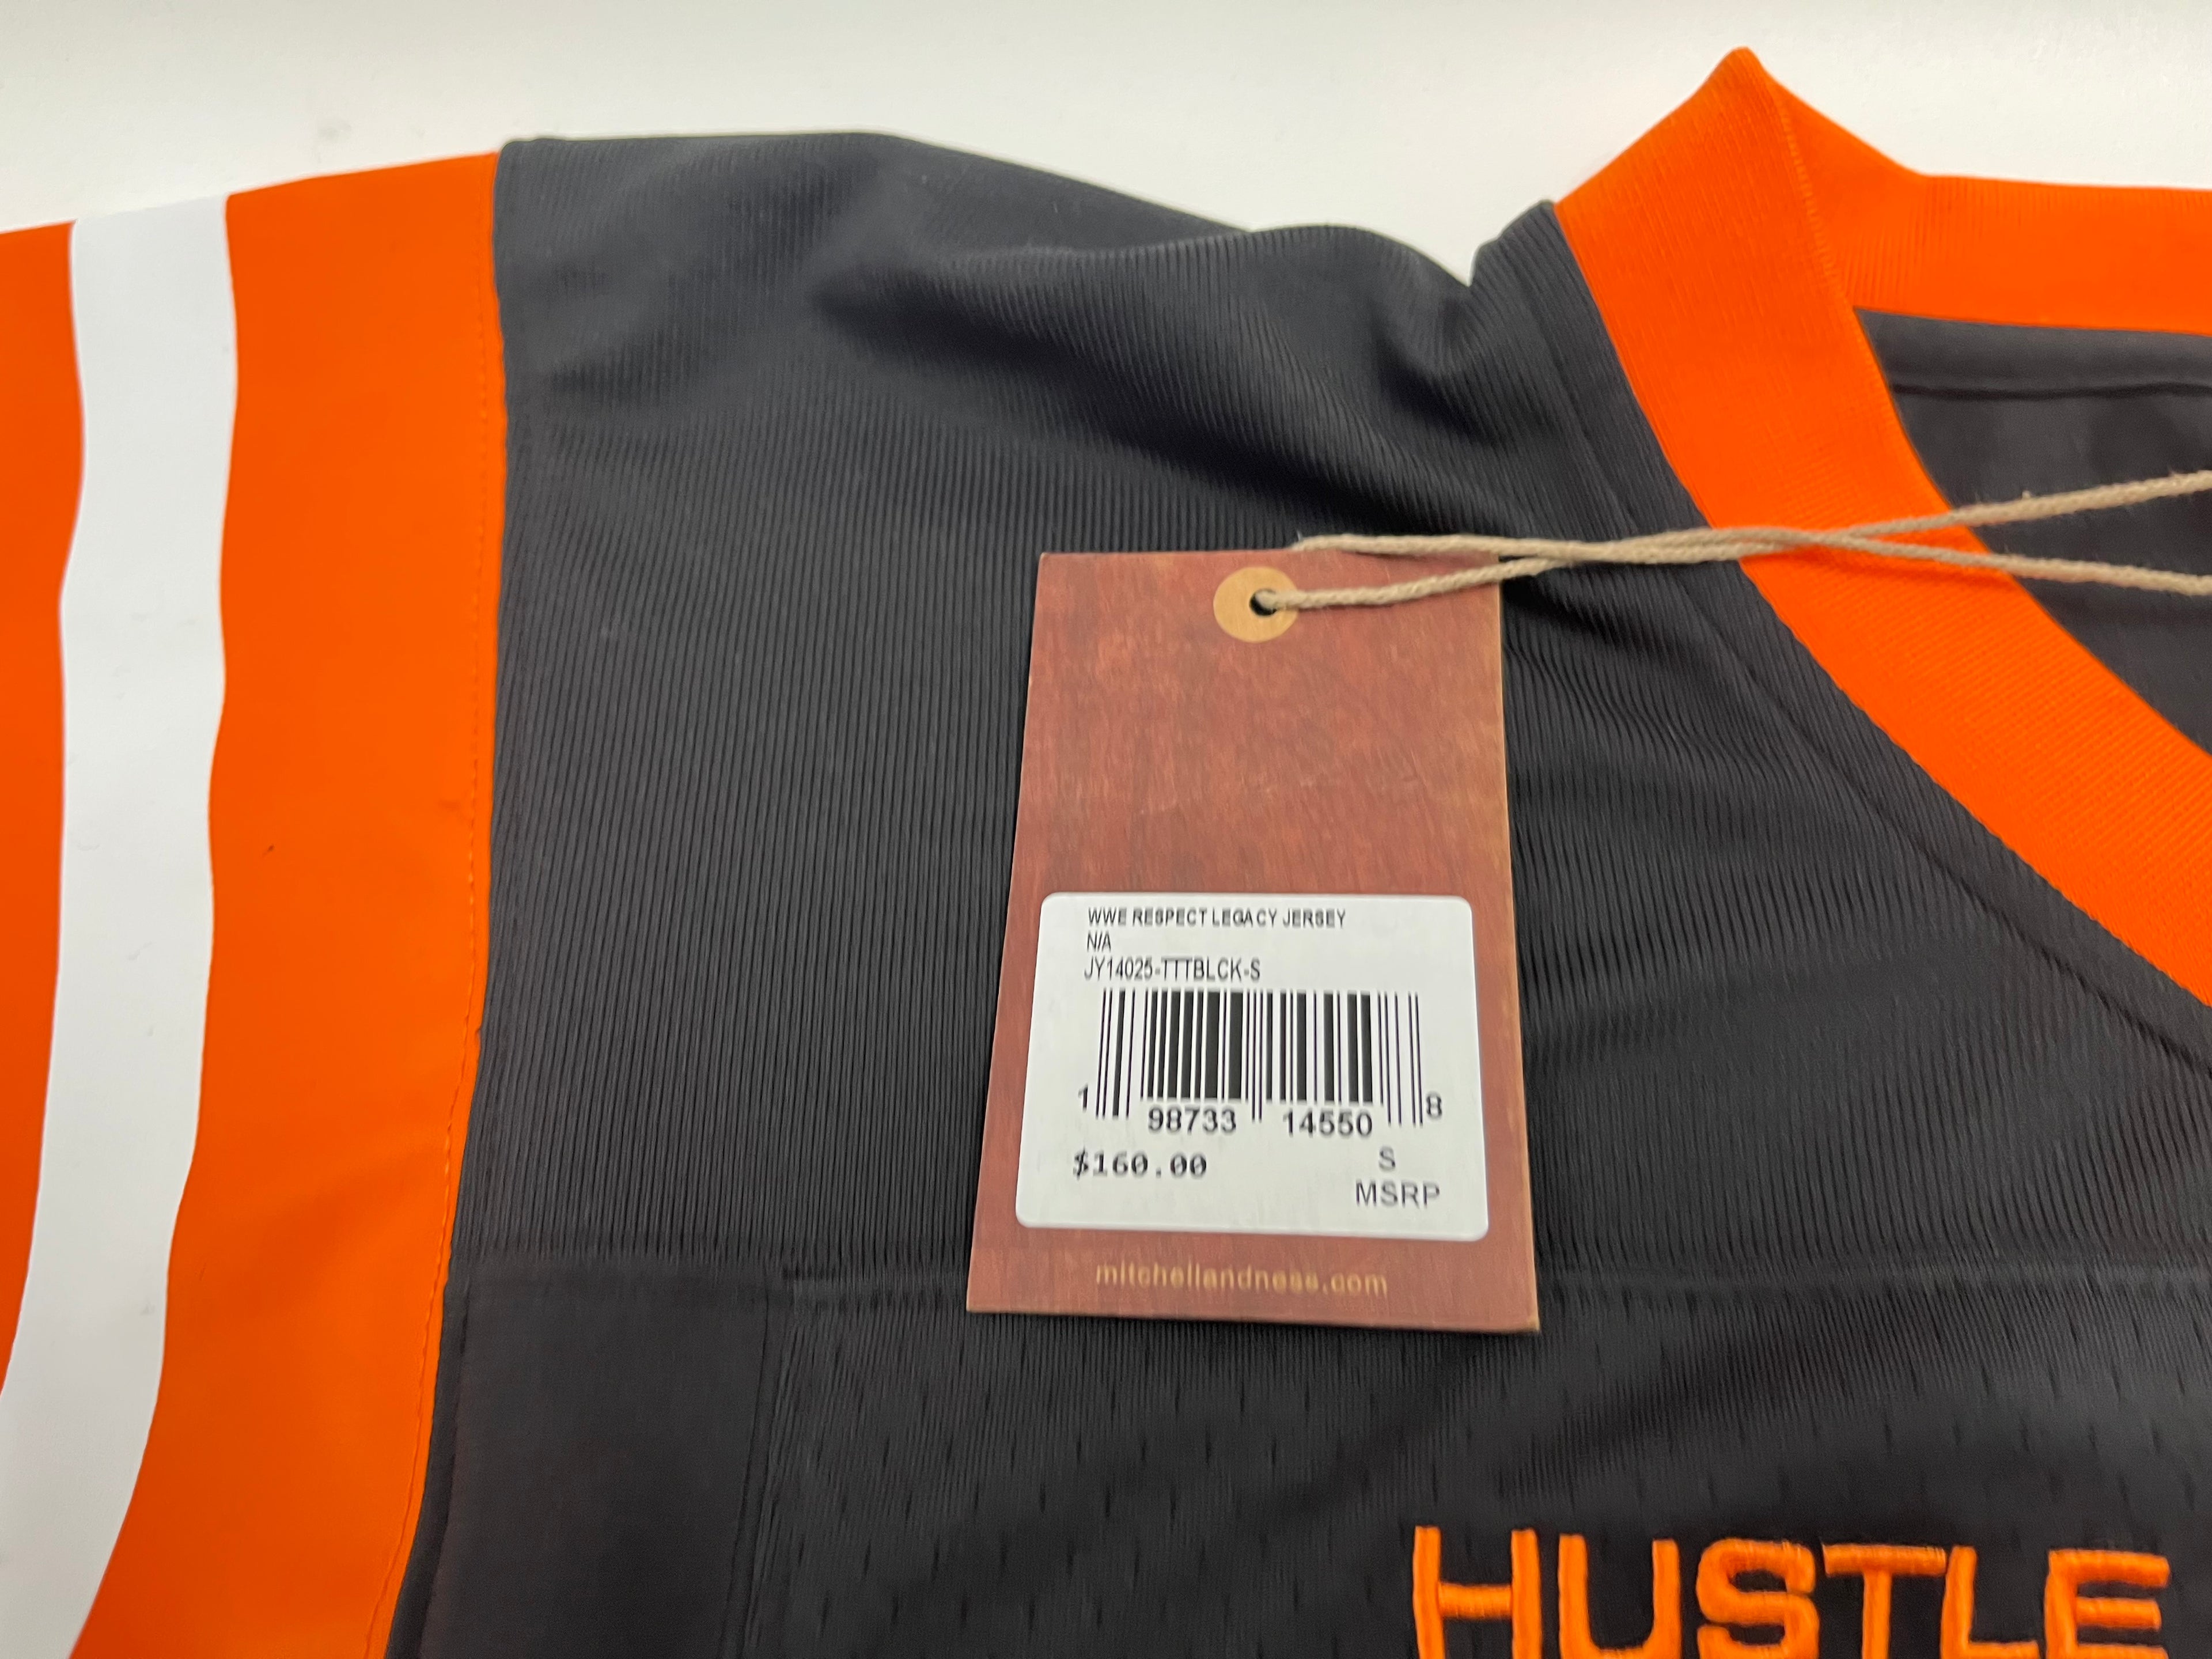 WWE RESPECT LEGACY JERSEY
N/A
JY14025-TTTBLCK-S
1 98733 14550 8
$160.00 S
MSRP
mitchellandness.com
HUSTLE